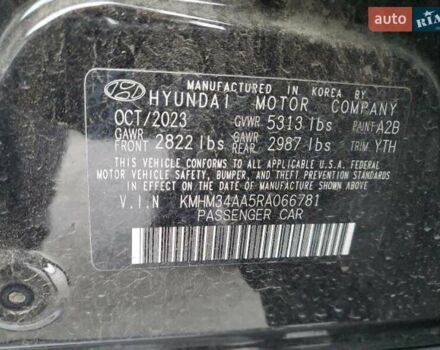 auto RIA
MANUFACTURED IN KOREA BY
HYUNDAI MOTOR COMPANY
OCT/2023 GVWR 5313 lbs PAINT A2B
GAWR FRONT 2822 lbs GAWR REAR 2987 lbs TRIM YTH
THIS VEHICLE CONFORMS TO ALL APPLICABLE U.S.A. FEDERAL
MOTOR VEHICLE SAFETY, BUMPER, AND THEFT PREVENTION
STANDARDS IN EFFECT ON THE DATE OF MANUFACTURE SHOWN ABOVE
V.I.N KMHM34AA5RA066781
PASSENGER CAR